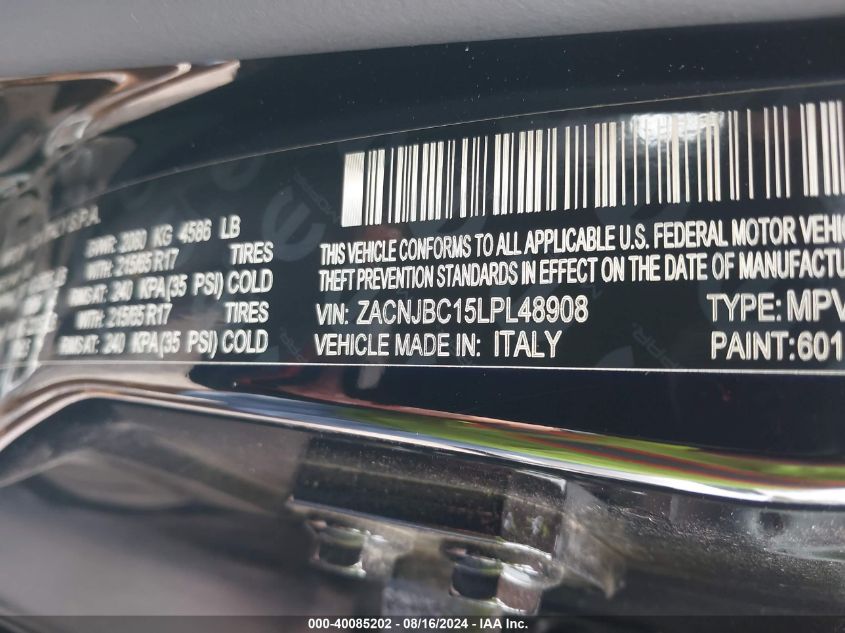 S.P.A
GVWR: 2080 KG 4586 LB
WITH: 215/65 R17 TIRES
RIMS AT: 240 KPA(35 PSI) COLD
WITH: 215/65 R17 TIRES
RIMS AT: 240 KPA(35 PSI) COLD
THIS VEHICLE CONFORMS TO ALL APPLICABLE U.S. FEDERAL MOTOR VEHIC
THEFT PREVENTION STANDARDS IN EFFECT ON THE DATE OF MANUFACTU
VIN: ZACNJBC15LPL48908 TYPE: MPV
VEHICLE MADE IN: ITALY PAINT:601
000-40085202 - 08/16/2024 - IAA Inc.